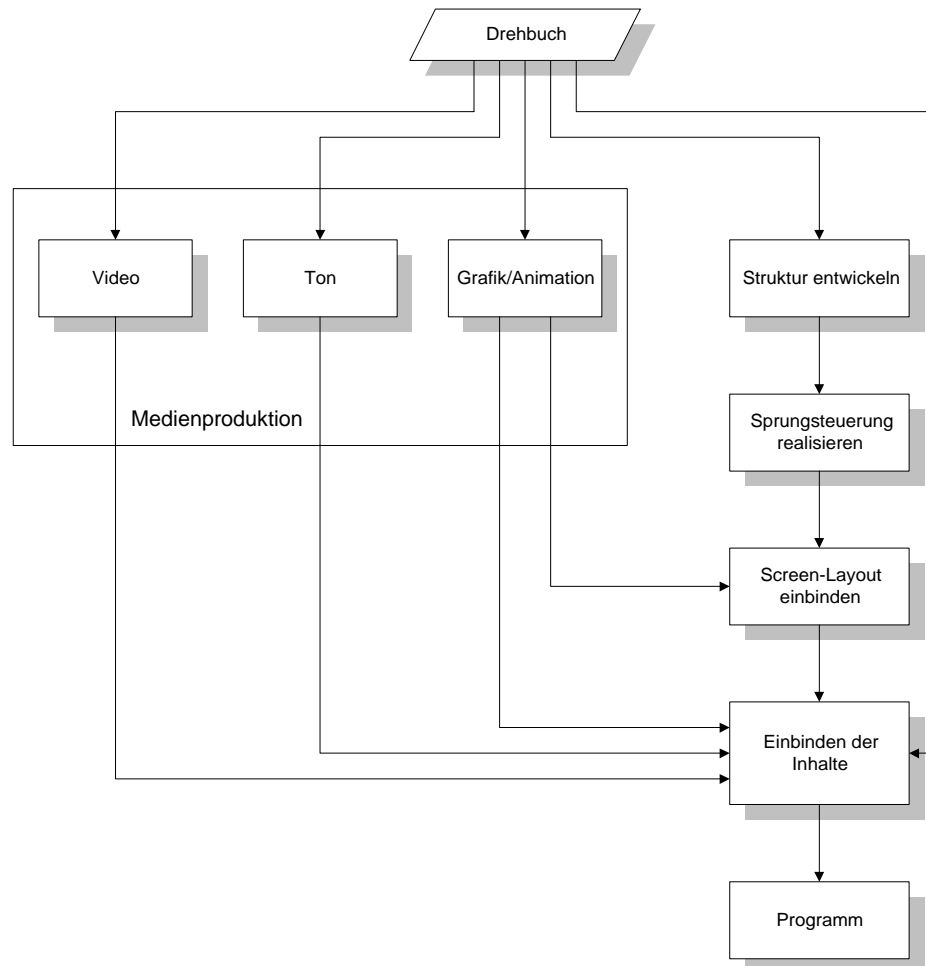 Drehbuch
Video
Ton
Grafik/Animation
Struktur entwickeln
Medienproduktion
Sprungsteuerung
realisieren
Screen-Layout
einbinden
Einbinden der
Inhalte
Programm